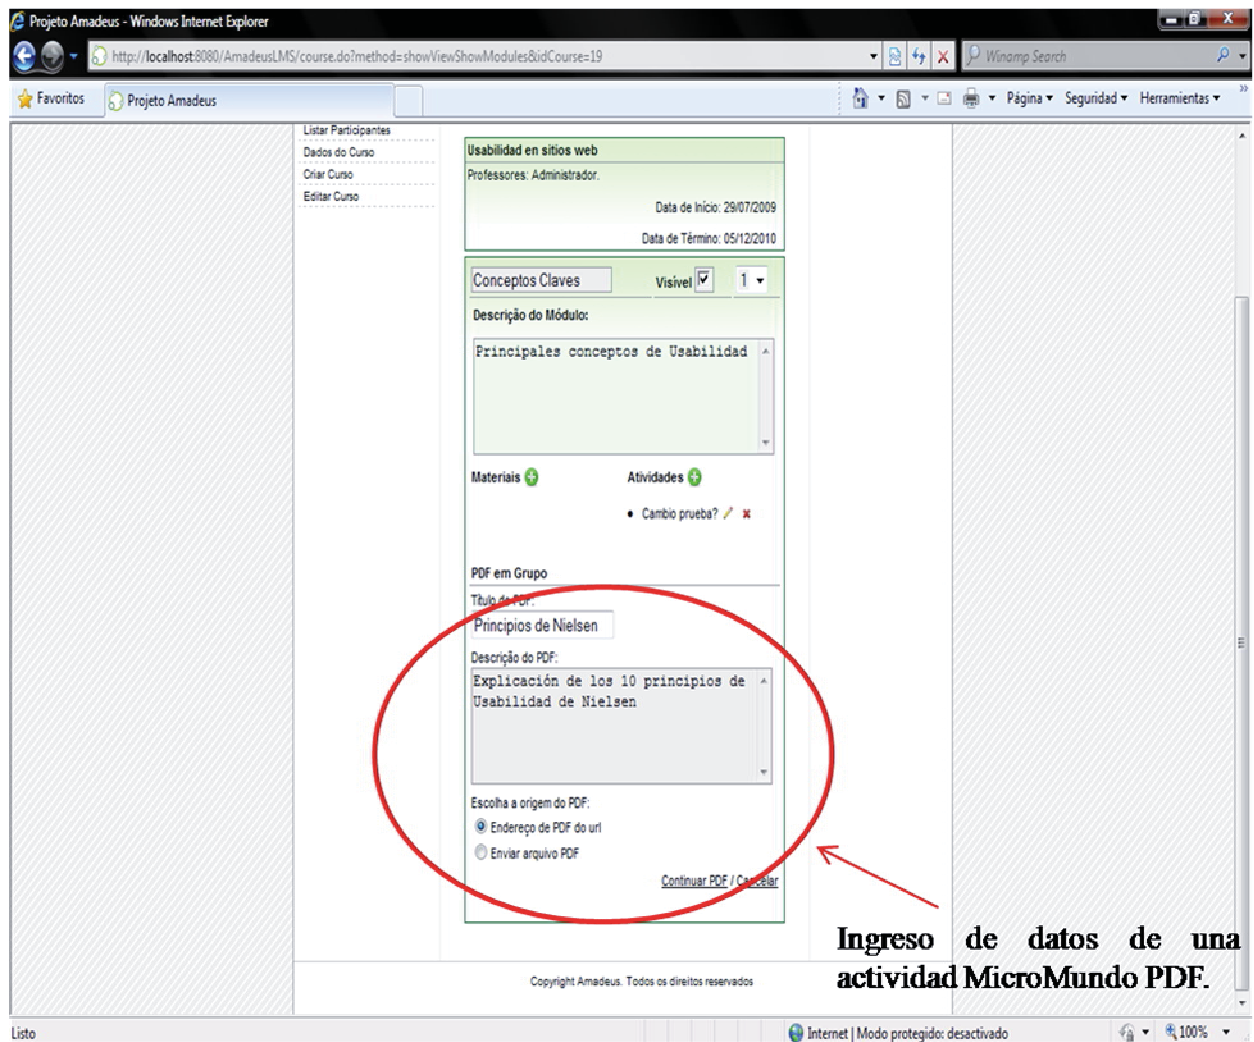 Projeto Amadeus - Windows Internet Explorer
http://localhost:8080/AmadeusLMS/course.do?method=showViewShowModules&idCourse=19
Winamp Search
Favoritos
Projeto Amadeus
Página
Seguridad
Herramientas
»
Listar Participantes
Dados do Curso
Criar Curso
Editar Curso
Usabilidad en sitios web
Professores: Administrador.
Data de Início: 29/07/2009
Data de Término: 05/12/2010
Conceptos Claves Visível 1
Descrição do Módulo:
Principales conceptos de Usabilidad
Materiais Atividades
• Cambio prueba?
PDF em Grupo
Título do PDF:
Principios de Nielsen
Descrição do PDF:
Explicación de los 10 principios de
Usabilidad de Nielsen
Escolha a origem do PDF:
Endereço de PDF do url
Enviar arquivo PDF
Continuar PDF / Cancelar
Ingreso de datos de una
actividad MicroMundo PDF.
Copyright Amadeus. Todos os direitos reservados
Listo
Internet | Modo protegido: desactivado
100%